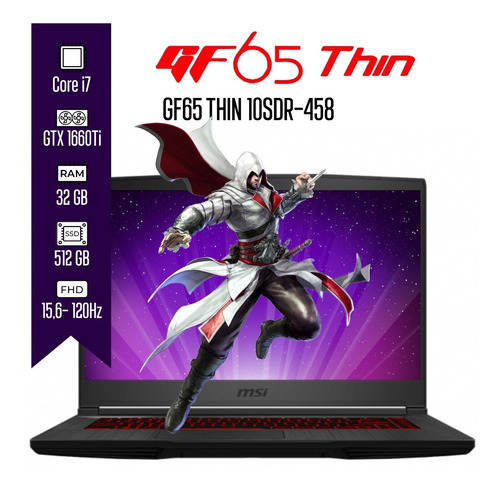 GF65 Thin
GF65 THIN 10SDR-458
Core i7
GTX 1660Ti
RAM
32 GB
SSD
512 GB
FHD
15,6- 120Hz
msi